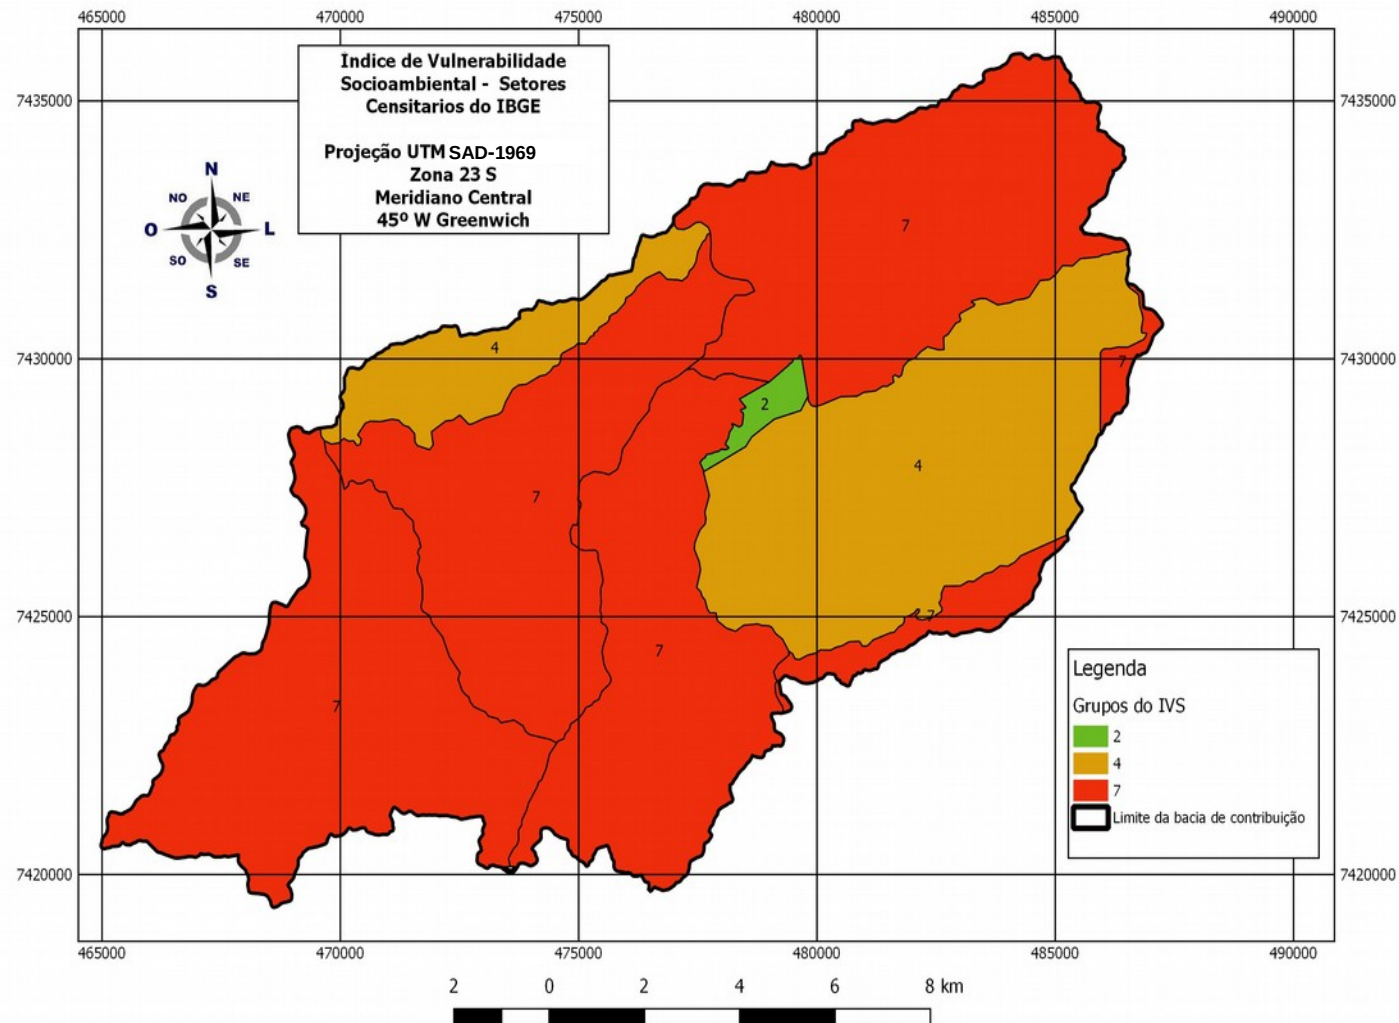 465000 470000 475000 480000 485000 490000
Indice de Vulnerabilidade
Socioambiental - Setores
Censitarios do IBGE
Projeção UTM SAD-1969
Zona 23 S
Meridiano Central
45º W Greenwich
7435000 7435000
N
NO NE
O L
SO SE
S
7
4
7430000 7430000
7
2
4
7
7425000 7425000
7
7
7
Legenda
Grupos do IVS
2
4
7
Limite da bacia de contribuição
7420000 7420000
465000 470000 475000 480000 485000 490000
2 0 2 4 6 8 km